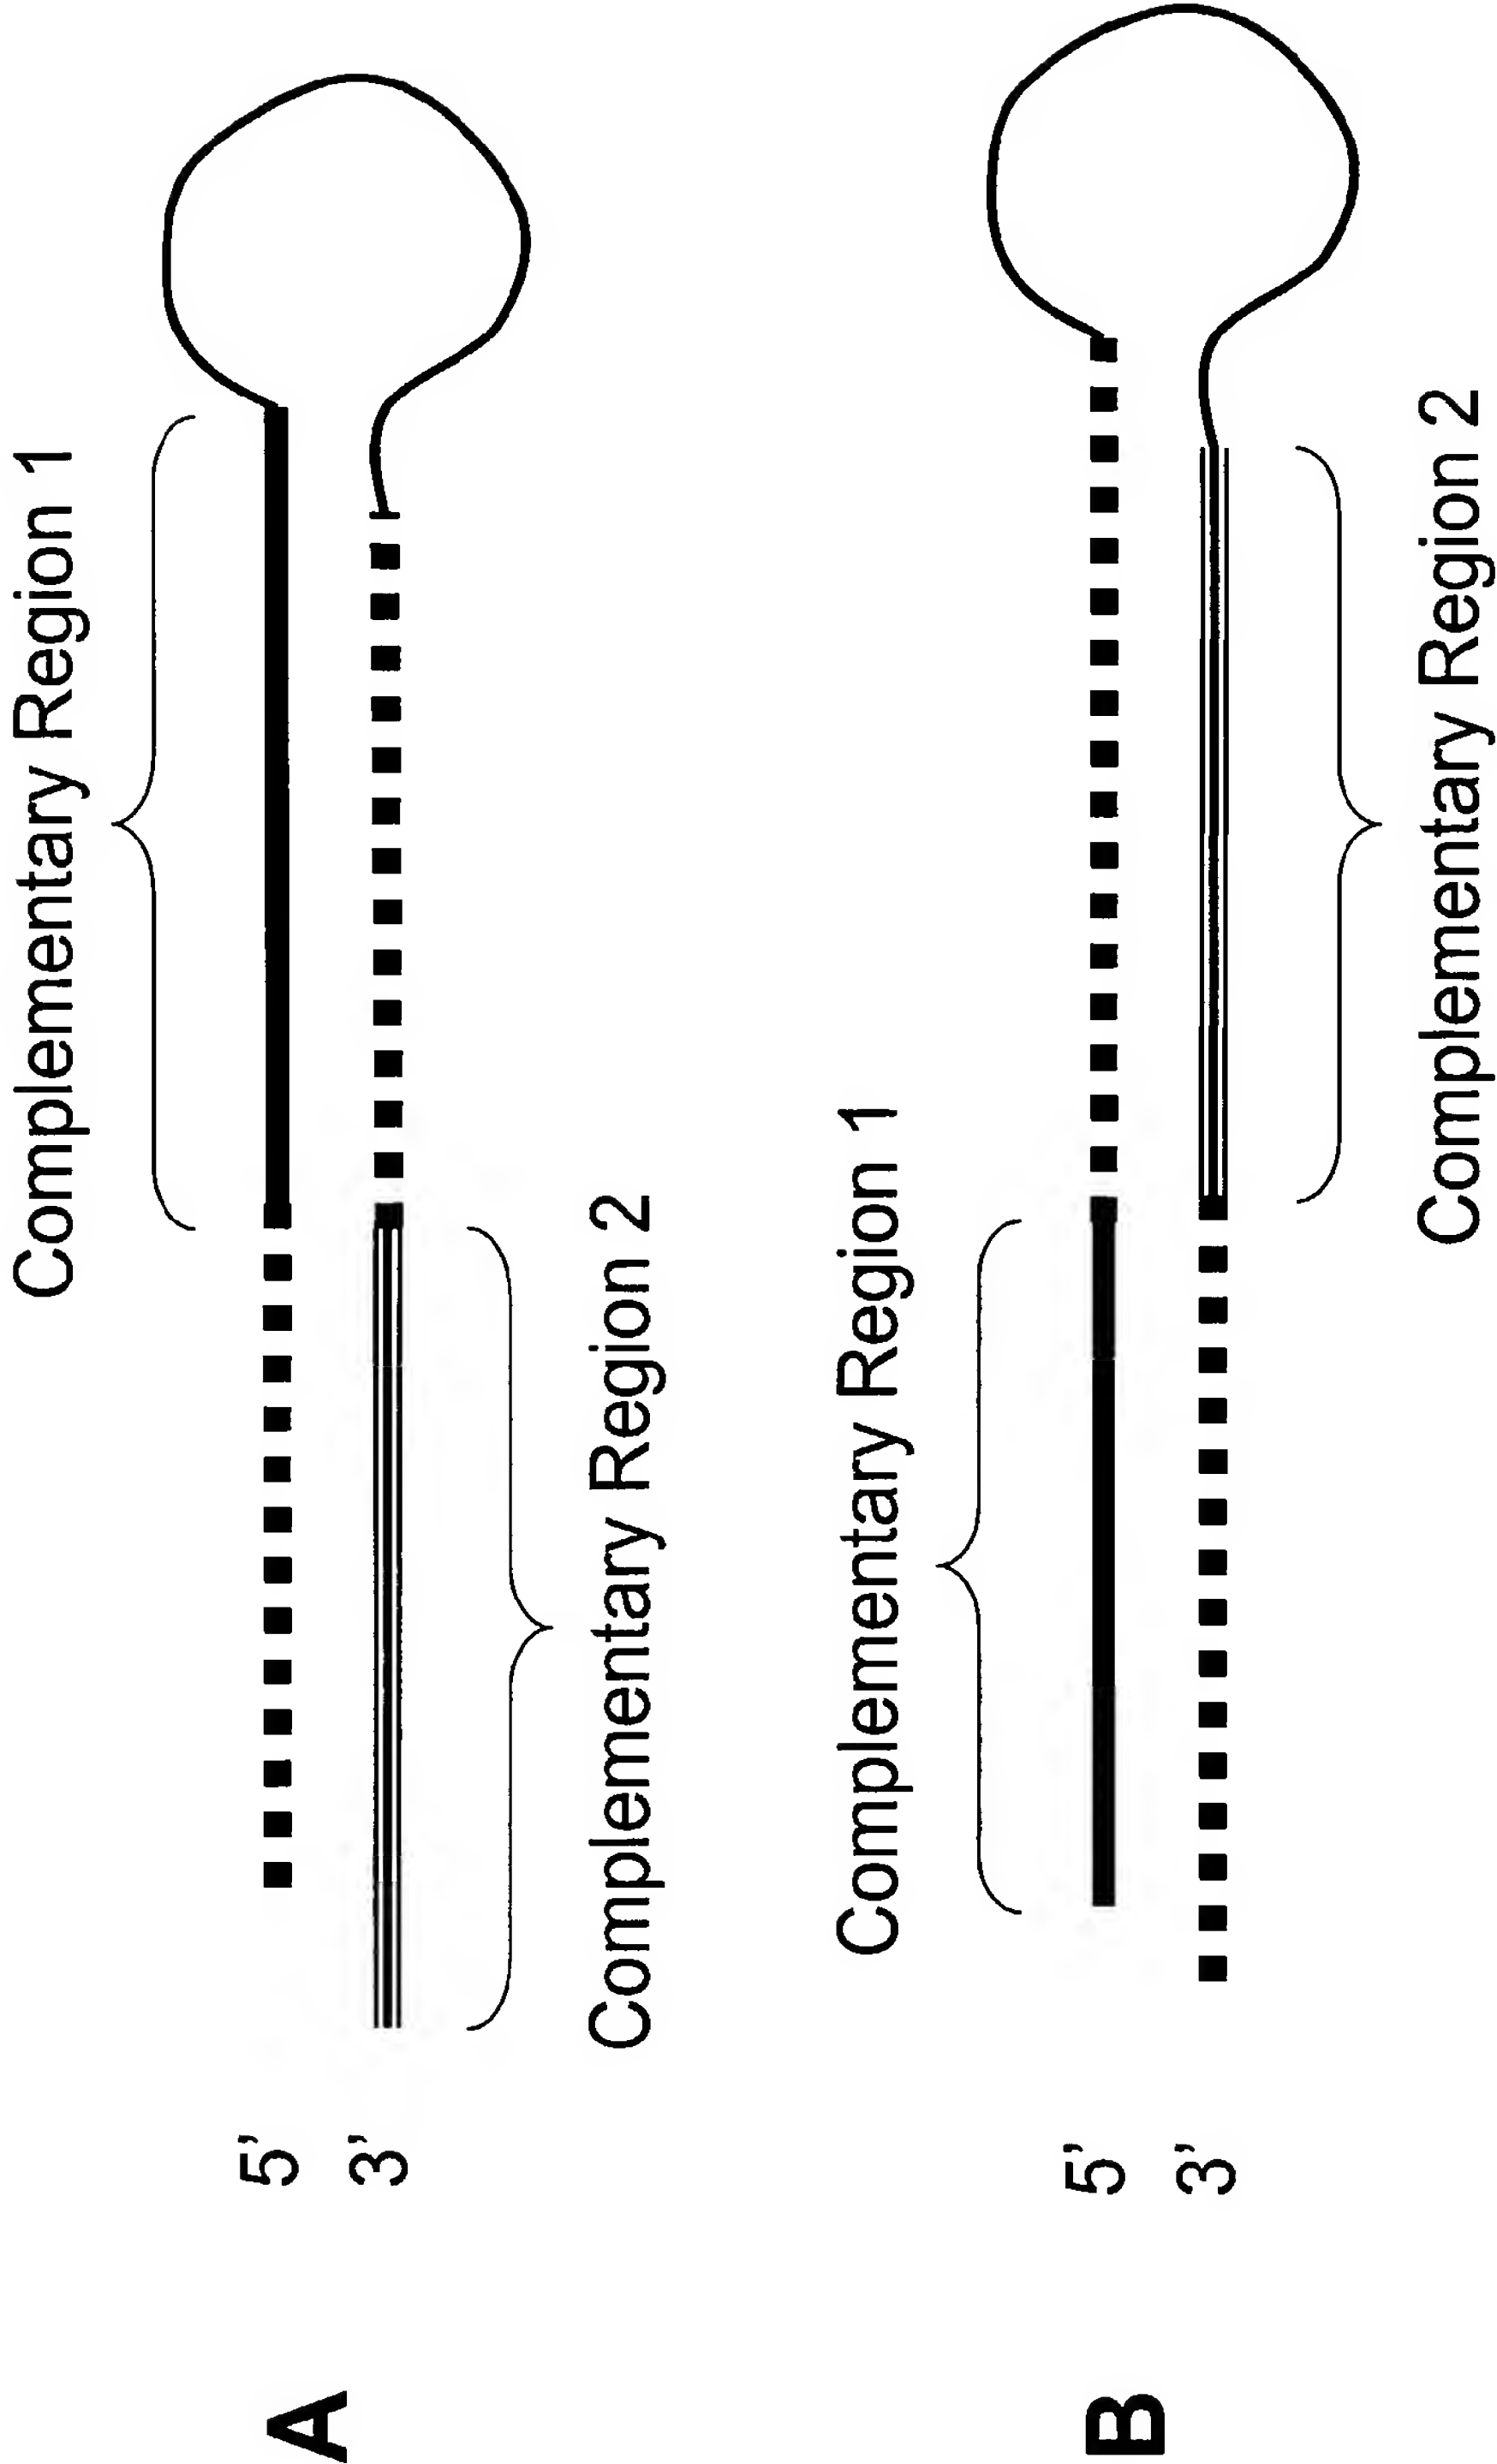 A
Complementary Region 1
5’
3’
Complementary Region 2
B
Complementary Region 1
5’
3’
Complementary Region 2